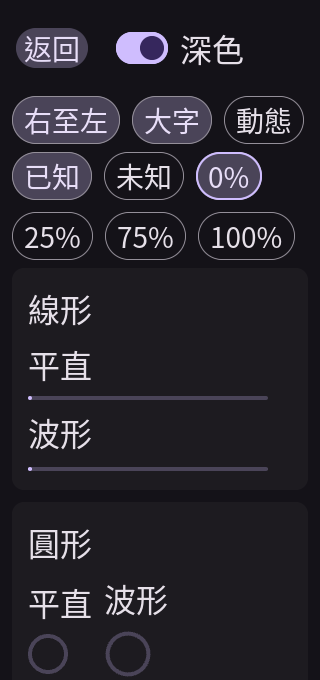 返回 深色
右至左 大字 動態
已知 未知 0%
25% 75% 100%
線形
平直
波形
圓形
平直 波形